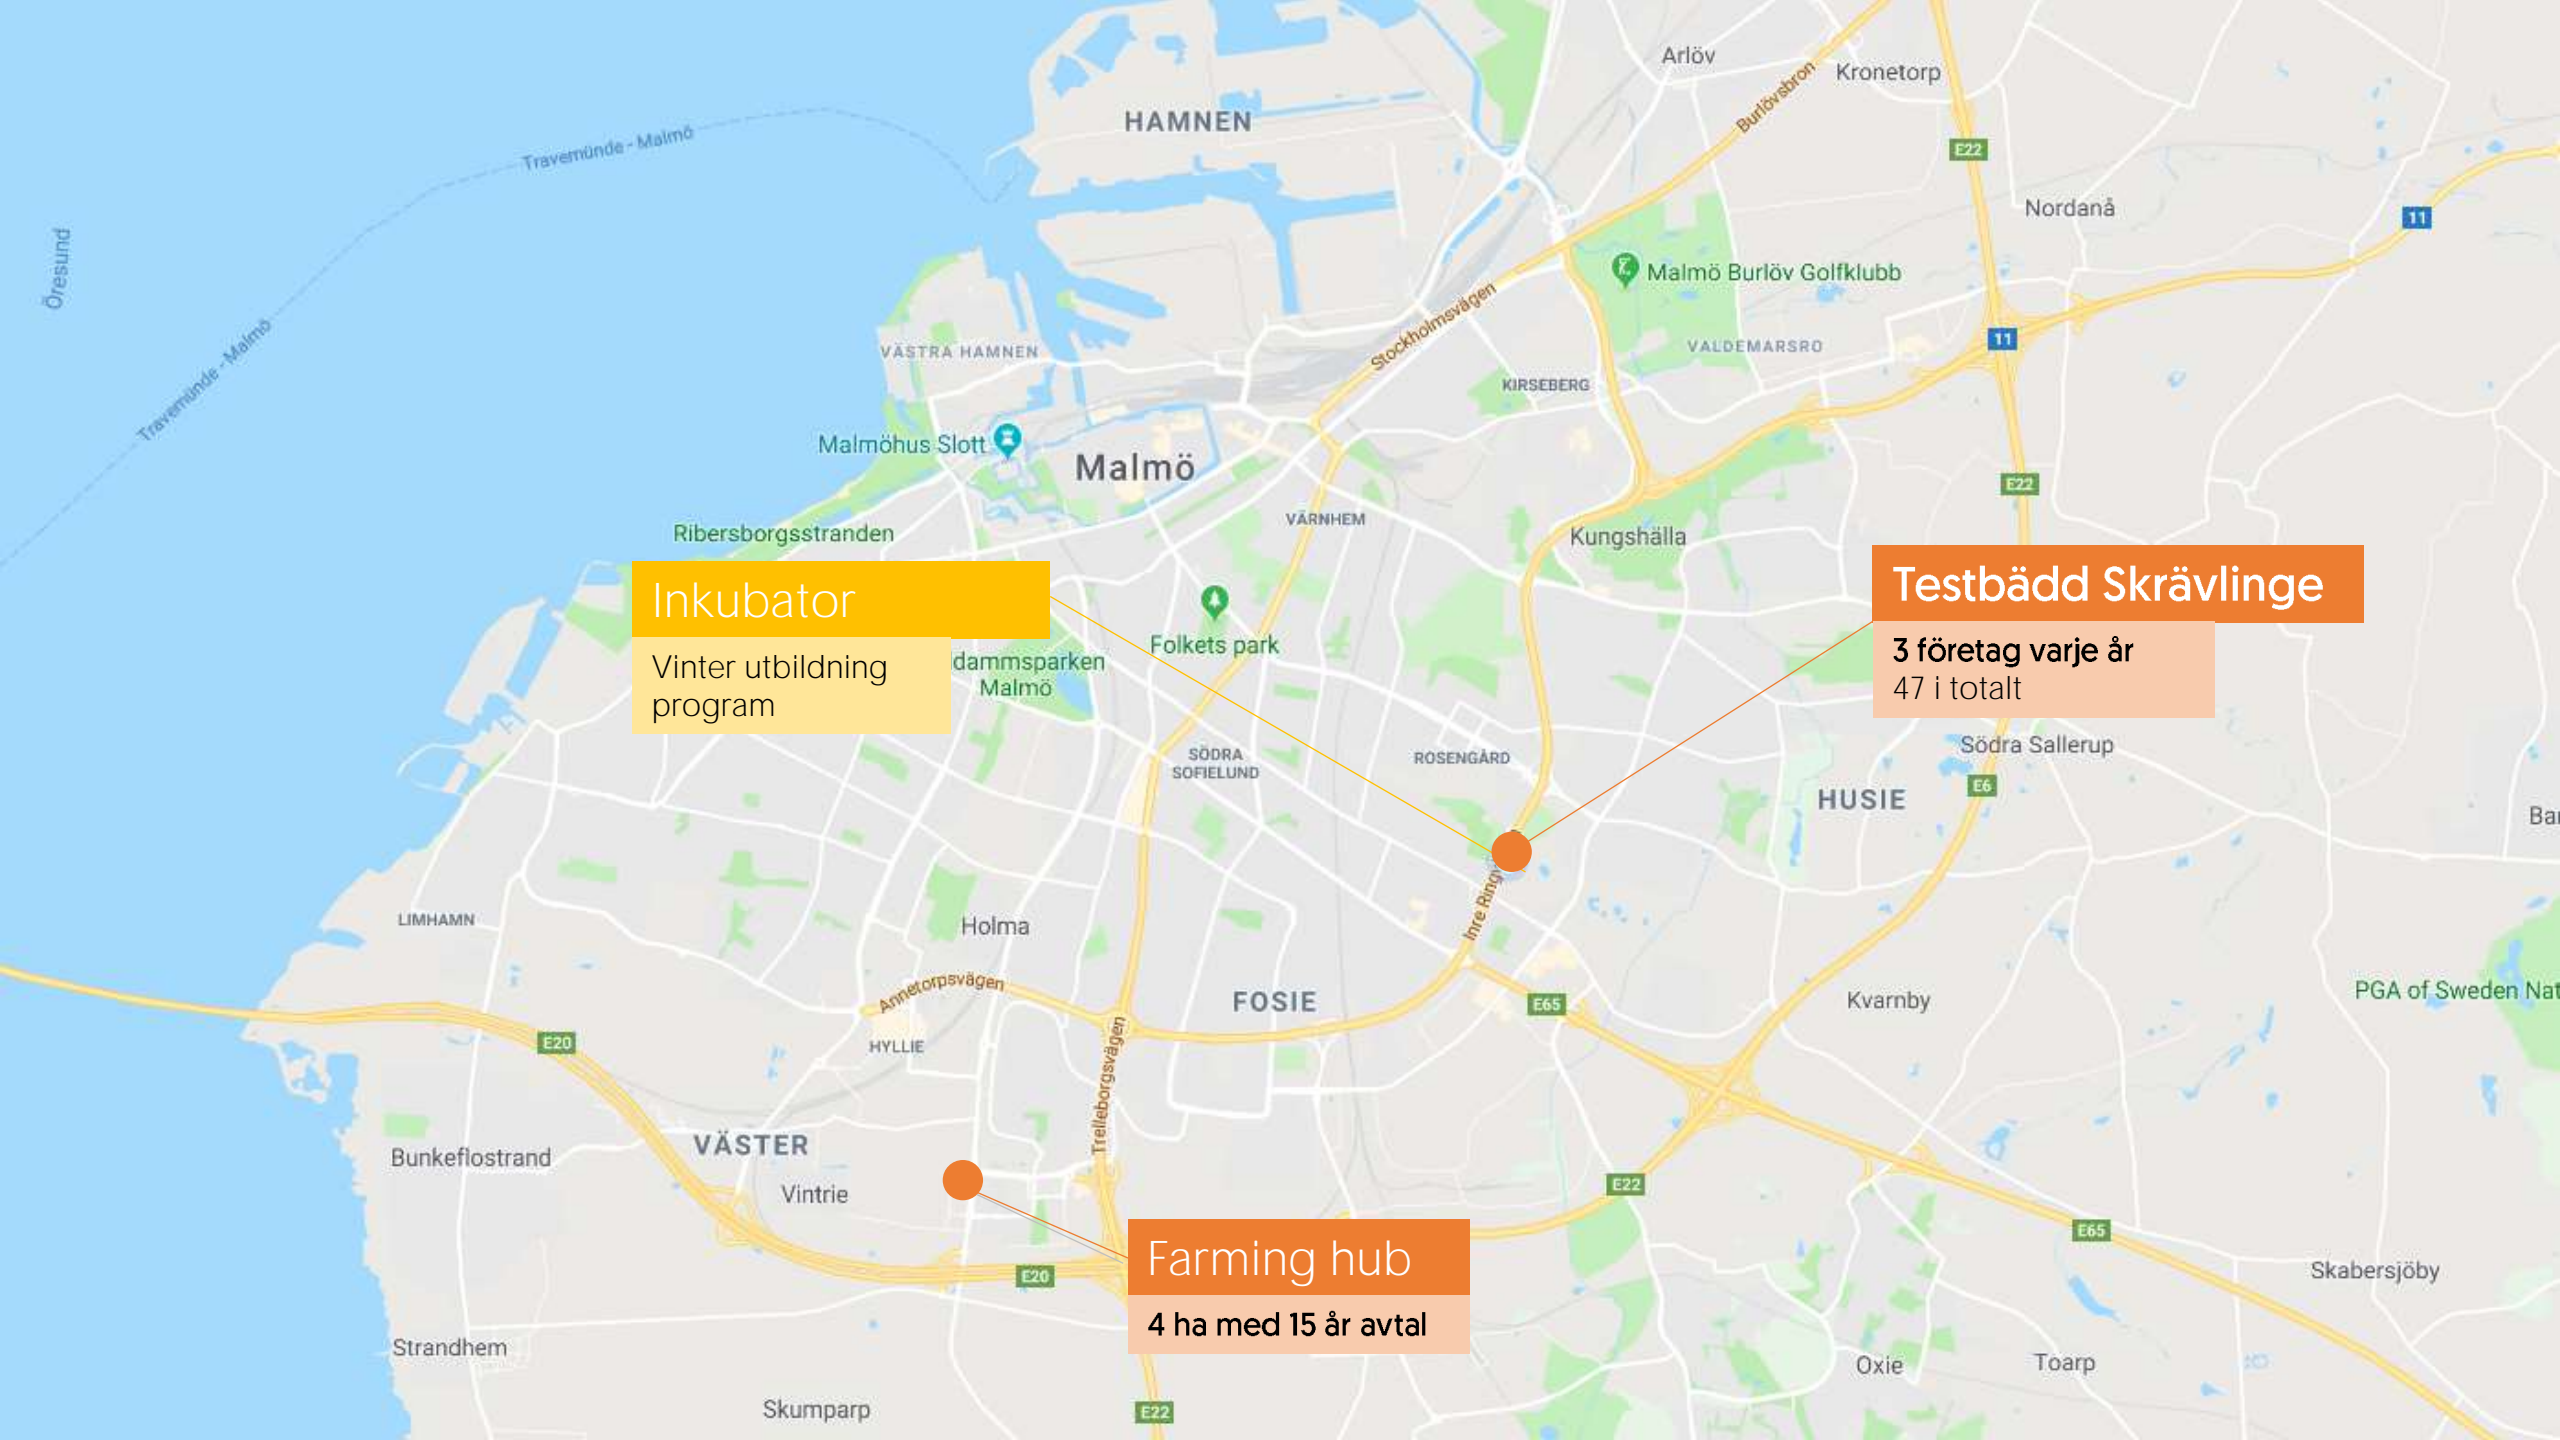 Arlöv
Kronetorp
Burlövsbron
HAMNEN
Travemünde - Malmö
E22
Nordanå
11
Öresund
Malmö Burlöv Golfklubb
Stockholmsvägen
VÄSTRA HAMNEN
11
VALDEMARSRO
Travemünde - Malmö
KIRSEBERG
Malmöhus Slott
Malmö
E22
VÄRNHEM
Ribersborgsstranden
Kungshälla
Inkubator
Vinter utbildning
program
Testbädd Skrävlinge
3 företag varje år
47 i totalt
Folkets park
dammsparken
Malmö
SÖDRA
SOFIELUND
ROSENGÅRD
Södra Sallerup
E6
HUSIE
Bar
LIMHAMN
Holma
Inre Ring
Annetorpsvägen
FOSIE
E65
Kvarnby
PGA of Sweden Nat
E20
HYLLIE
Trelleborgsvägen
VÄSTER
Bunkeflostrand
Vintrie
E22
E65
Farming hub
4 ha med 15 år avtal
E20
Skabersjöby
Strandhem
Oxie
Toarp
Skumparp
E22